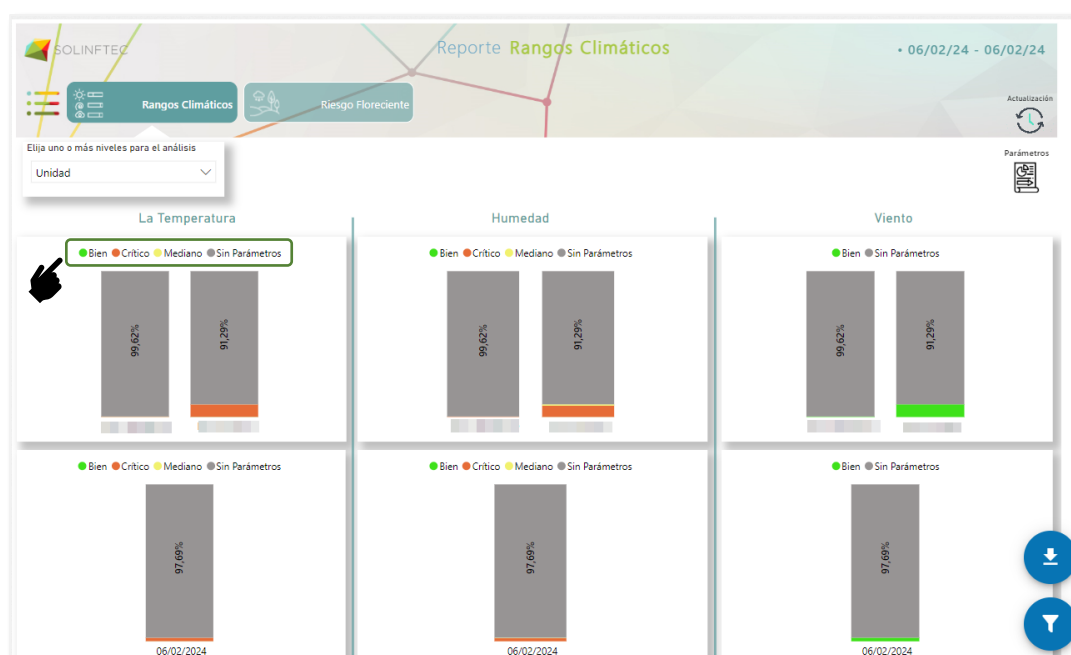 SOLINFTEC
Reporte Rangos Climáticos
• 06/02/24 - 06/02/24
Rangos Climáticos
Riesgo Floreciente
Actualización
Elija uno o más niveles para el análisis
Unidad
Parámetros
La Temperatura
Humedad
Viento
Bien Crítico Mediano Sin Parámetros
Bien Crítico Mediano Sin Parámetros
Bien Sin Parámetros
99,62%
91,29%
99,62%
91,29%
99,62%
91,29%
Bien Crítico Mediano Sin Parámetros
Bien Crítico Mediano Sin Parámetros
Bien Sin Parámetros
97,69%
97,69%
97,69%
06/02/2024
06/02/2024
06/02/2024